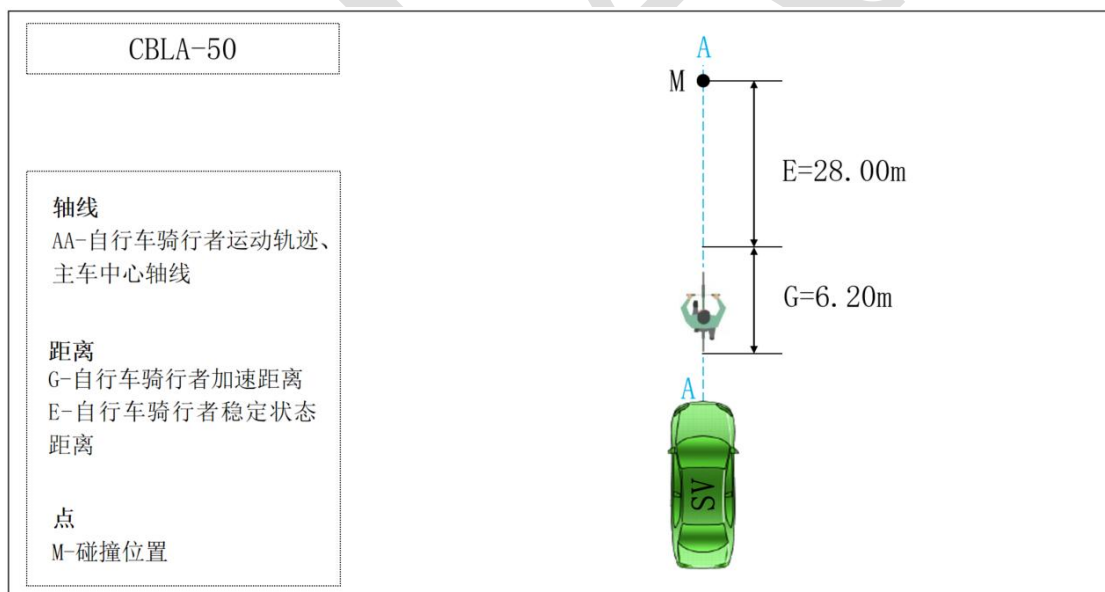 CBLA-50
A
M
E=28.00m
轴线
AA-自行车骑行者运动轨迹、
主车中心轴线
G=6.20m
距离
G-自行车骑行者加速距离
E-自行车骑行者稳定状态
距离
A
SV
点
M-碰撞位置